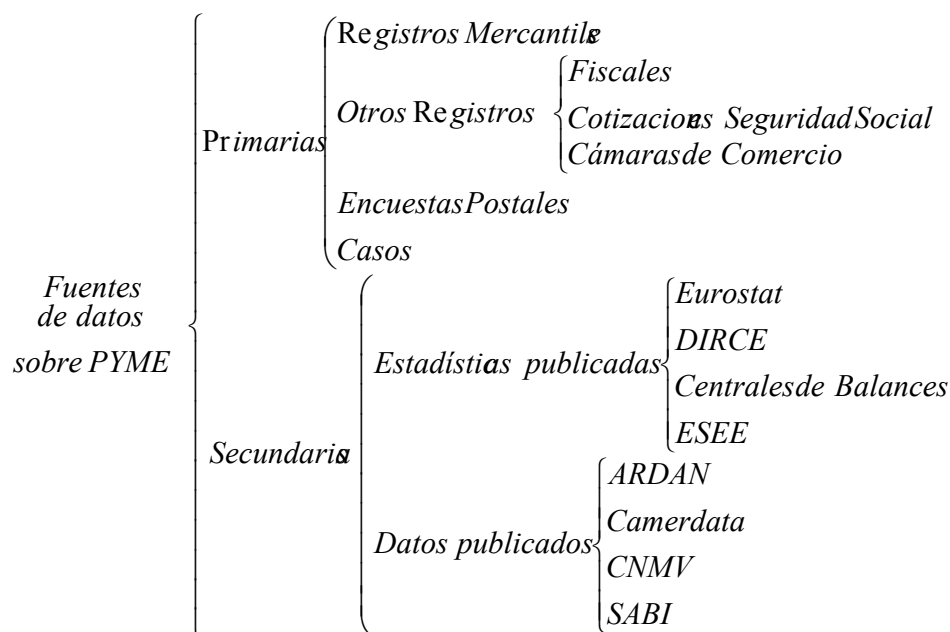 Registros Mercantiles
Fiscales
Otros Registros
Cotizaciones Seguridad Social
Cámaras de Comercio
Primarias
Encuestas Postales
Casos
Fuentes
de datos
sobre PYME
Eurostat
DIRCE
Estadísticas publicadas
Centrales de Balances
ESEE
Secundarias
ARDAN
Camerdata
Datos publicados
CNMV
SABI